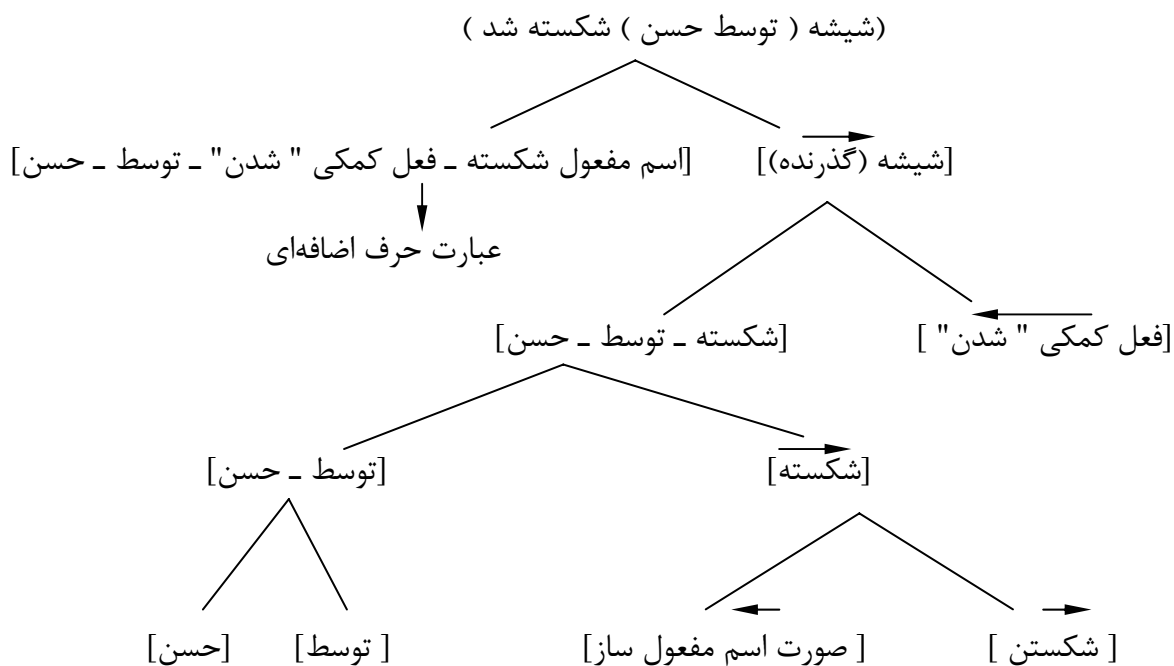 (شیشه ( توسط حسن ) شکسته شد )
[شیشه (گذرنده)] [اسم مفعول شکسته ـ فعل کمکی " شدن" ـ توسط ـ حسن]
عبارت حرف اضافه‌ای
[فعل کمکی " شدن" ] [شکسته ـ توسط ـ حسن]
[شکسته] [توسط ـ حسن]
[ شکستن ] [ صورت اسم مفعول ساز] [ توسط] [حسن]